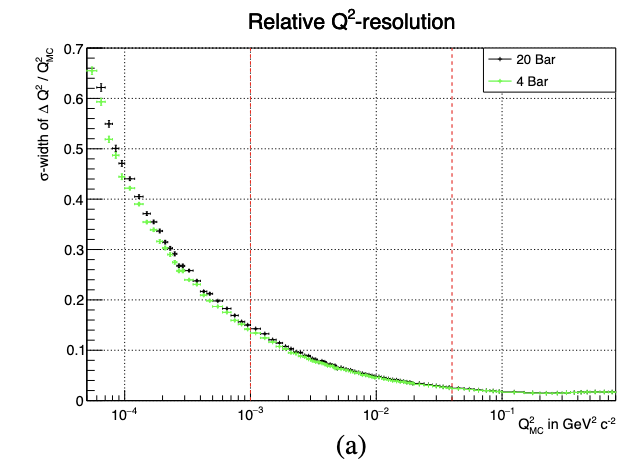 Relative Q²-resolution
σ-width of Δ Q² / Q²MC
0.7
0.6
0.5
0.4
0.3
0.2
0.1
0
20 Bar
4 Bar
10⁻⁴ 10⁻³ 10⁻² 10⁻¹
Q²MC in GeV² c⁻²
(a)